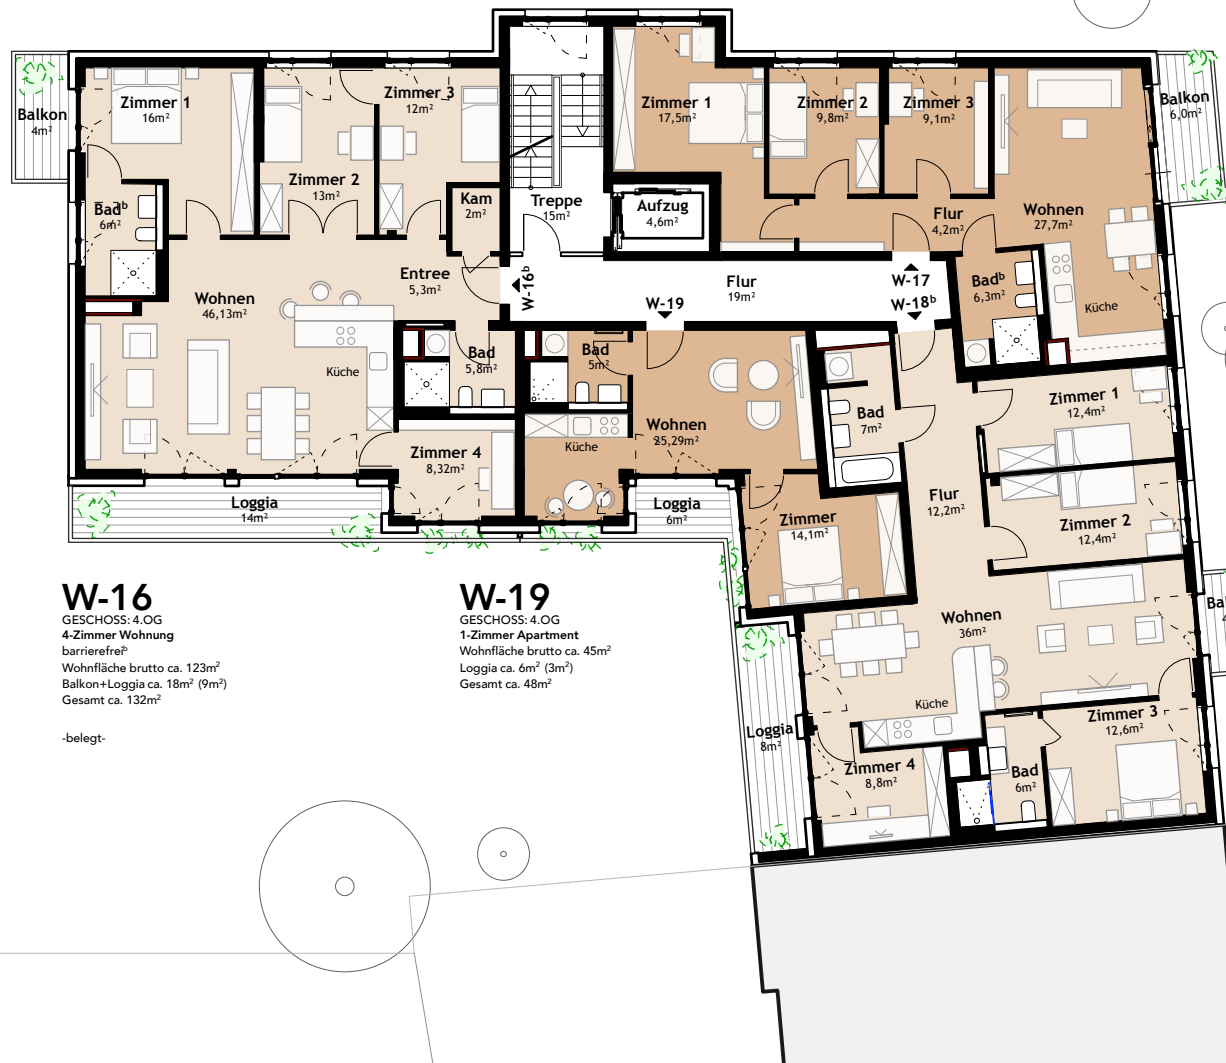 Balkon
4m²
Zimmer 1
16m²
Zimmer 2
13m²
Zimmer 3
12m²
Kam
2m²
Bad b
6m²
Treppe
15m²
Aufzug
4,6m²
Zimmer 1
17,5m²
Zimmer 2
9,8m²
Zimmer 3
9,1m²
Balkon
6,0m²
Wohnen
27,7m²
Flur
4,2m²
Bad b
6,3m²
Küche
Entree
5,3m²
W-16 b
Flur
19m²
W-19
W-17
W-18 b
Wohnen
46,13m²
Küche
Bad
5,8m²
Bad
5m²
Küche
Wohnen
25,29m²
Bad
7m²
Zimmer 1
12,4m²
Zimmer 4
8,32m²
Loggia
14m²
Loggia
6m²
Zimmer
14,1m²
Flur
12,2m²
Zimmer 2
12,4m²
Wohnen
36m²
Küche
Zimmer 3
12,6m²
Loggia
8m²
Zimmer 4
8,8m²
Bad
6m²
Ba
W-16
GESCHOSS: 4.OG
4-Zimmer Wohnung
barrierefrei b
Wohnfläche brutto ca. 123m²
Balkon+Loggia ca. 18m² (9m²)
Gesamt ca. 132m²
-belegt-
W-19
GESCHOSS: 4.OG
1-Zimmer Apartment
Wohnfläche brutto ca. 45m²
Loggia ca. 6m² (3m²)
Gesamt ca. 48m²